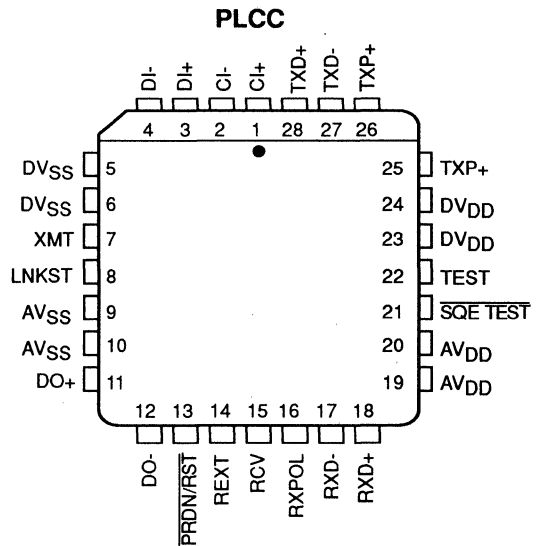 PLCC
DI- DI+ CI- CI+ TXD+ TXD- TXP+
4 3 2 1 28 27 26
DVSS 5 25 TXP+
DVSS 6 24 DVDD
XMT 7 23 DVDD
LNKST 8 22 TEST
AVSS 9 21 SQE TEST
AVSS 10 20 AVDD
DO+ 11 19 AVDD
12 13 14 15 16 17 18
DO- PRDN/RST REXT RCV RXPOL RXD- RXD+